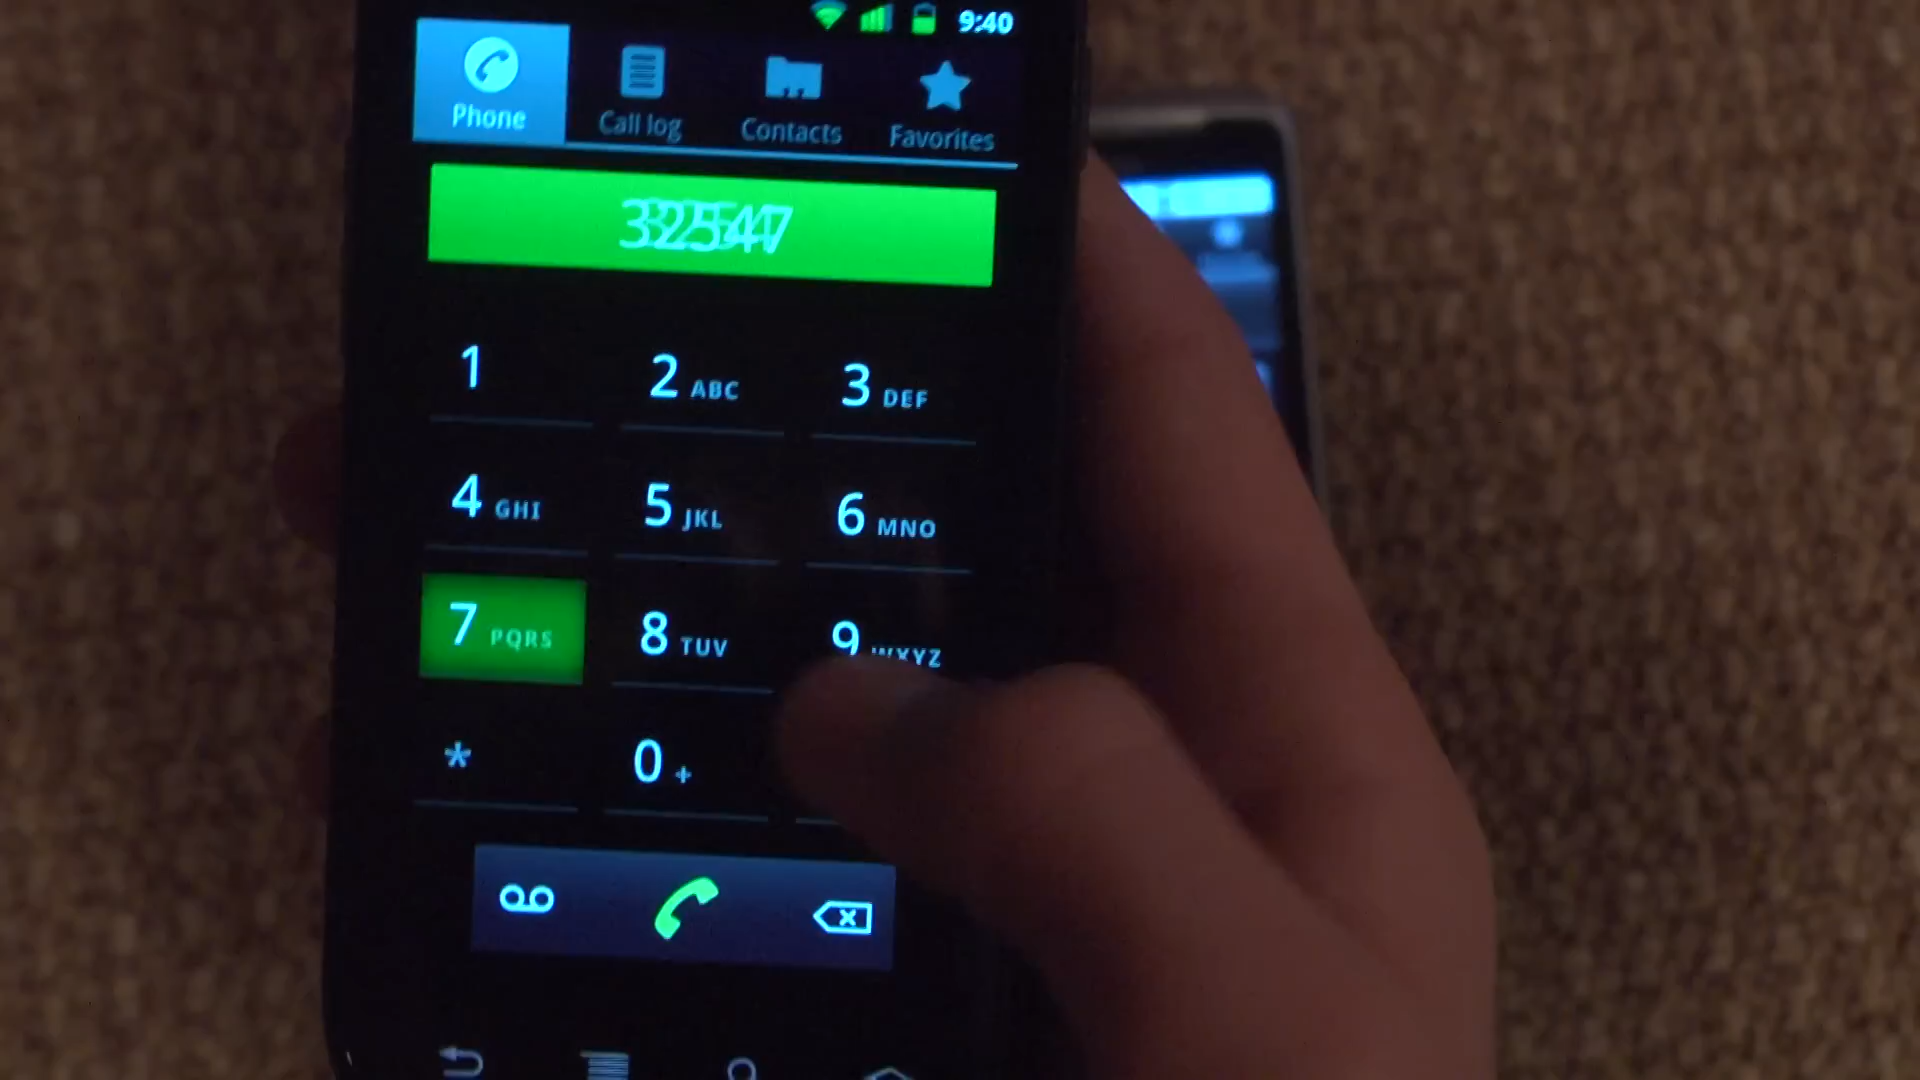 9:40
Phone Call log Contacts Favorites
1 2 ABC 3 DEF
4 GHI 5 JKL 6 MNO
7 PQRS 8 TUV 9 WXYZ
* 0 +